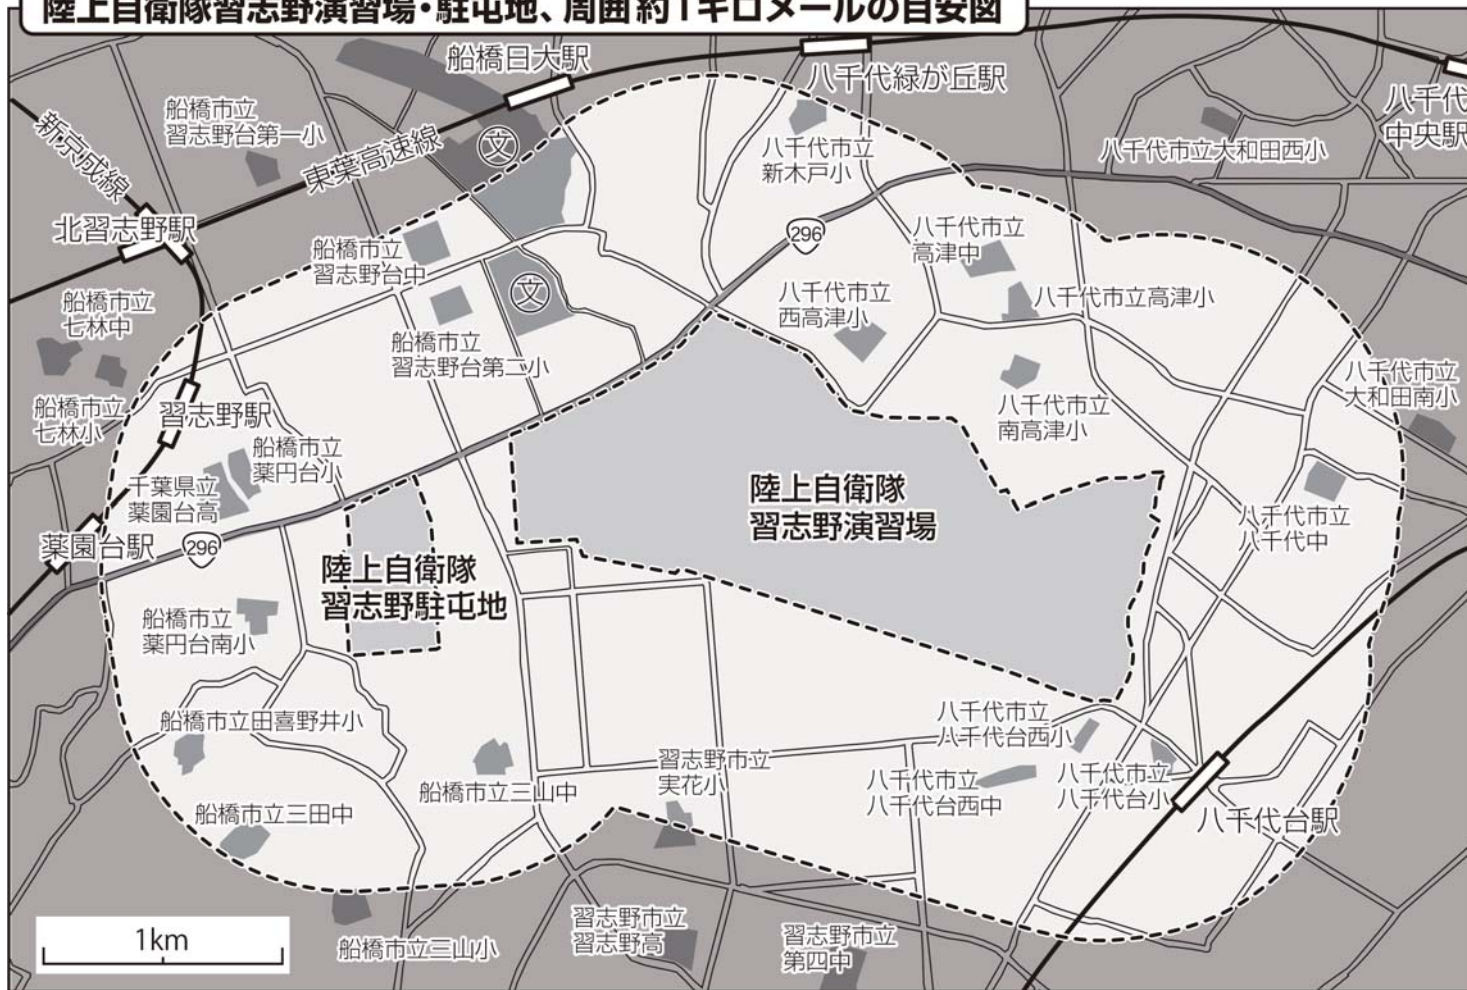 陸上自衛隊習志野演習場・駐屯地、周囲約1キロメールの目安図
船橋日大駅
八千代緑が丘駅
八千代
中央駅
船橋市立
習志野台第一小
新京成線
東葉高速線
文
八千代市立
新木戸小
八千代市立大和田西小
北習志野駅
船橋市立
習志野台中
296
八千代市立
高津中
船橋市立
七林中
文
八千代市立
西高津小
八千代市立高津小
船橋市立
習志野台第二小
船橋市立
七林小
習志野駅
八千代市立
南高津小
八千代市立
大和田南小
船橋市立
薬円台小
千葉県立
薬園台高
陸上自衛隊
習志野演習場
八千代市立
八千代中
薬園台駅
296
陸上自衛隊
習志野駐屯地
船橋市立
薬円台南小
船橋市立田喜野井小
八千代市立
八千代台西小
習志野市立
実花小
船橋市立三山中
八千代市立
八千代台西中
八千代市立
八千代台小
船橋市立三田中
八千代台駅
1km
船橋市立三山小
習志野市立
習志野高
習志野市立
第四中